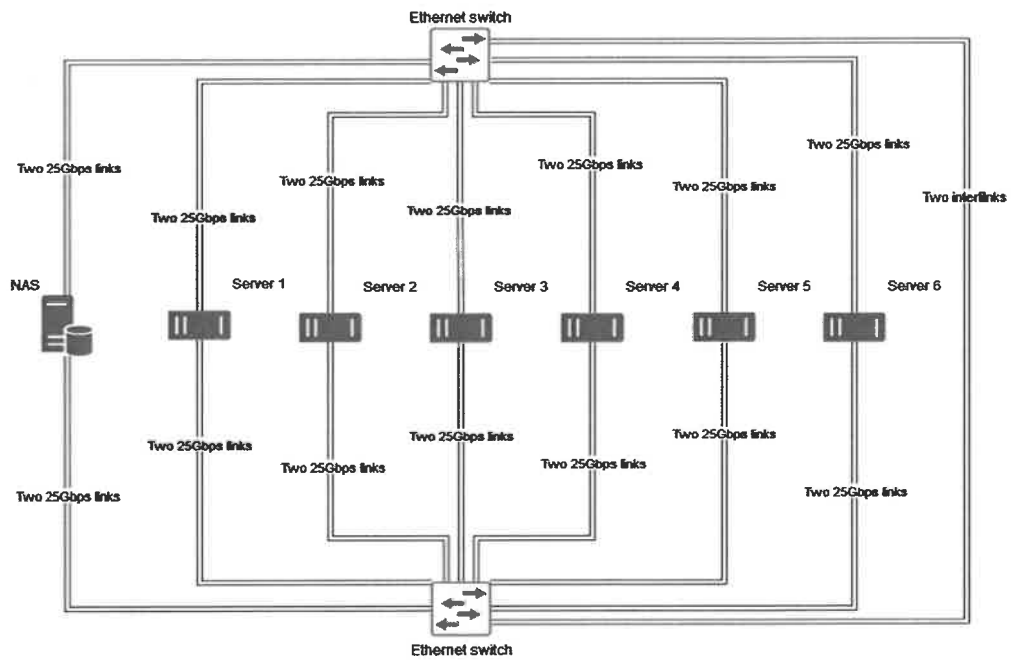 Ethernet switch
Two 25Gbps links
Two 25Gbps links
Two 25Gbps links
Two 25Gbps links
Two 25Gbps links
Two interlinks
Two 25Gbps links
Two 25Gbps links
NAS
Server 1
Server 2
Server 3
Server 4
Server 5
Server 6
Two 25Gbps links
Two 25Gbps links
Two 25Gbps links
Two 25Gbps links
Two 25Gbps links
Two 25Gbps links
Two 25Gbps links
Ethernet switch